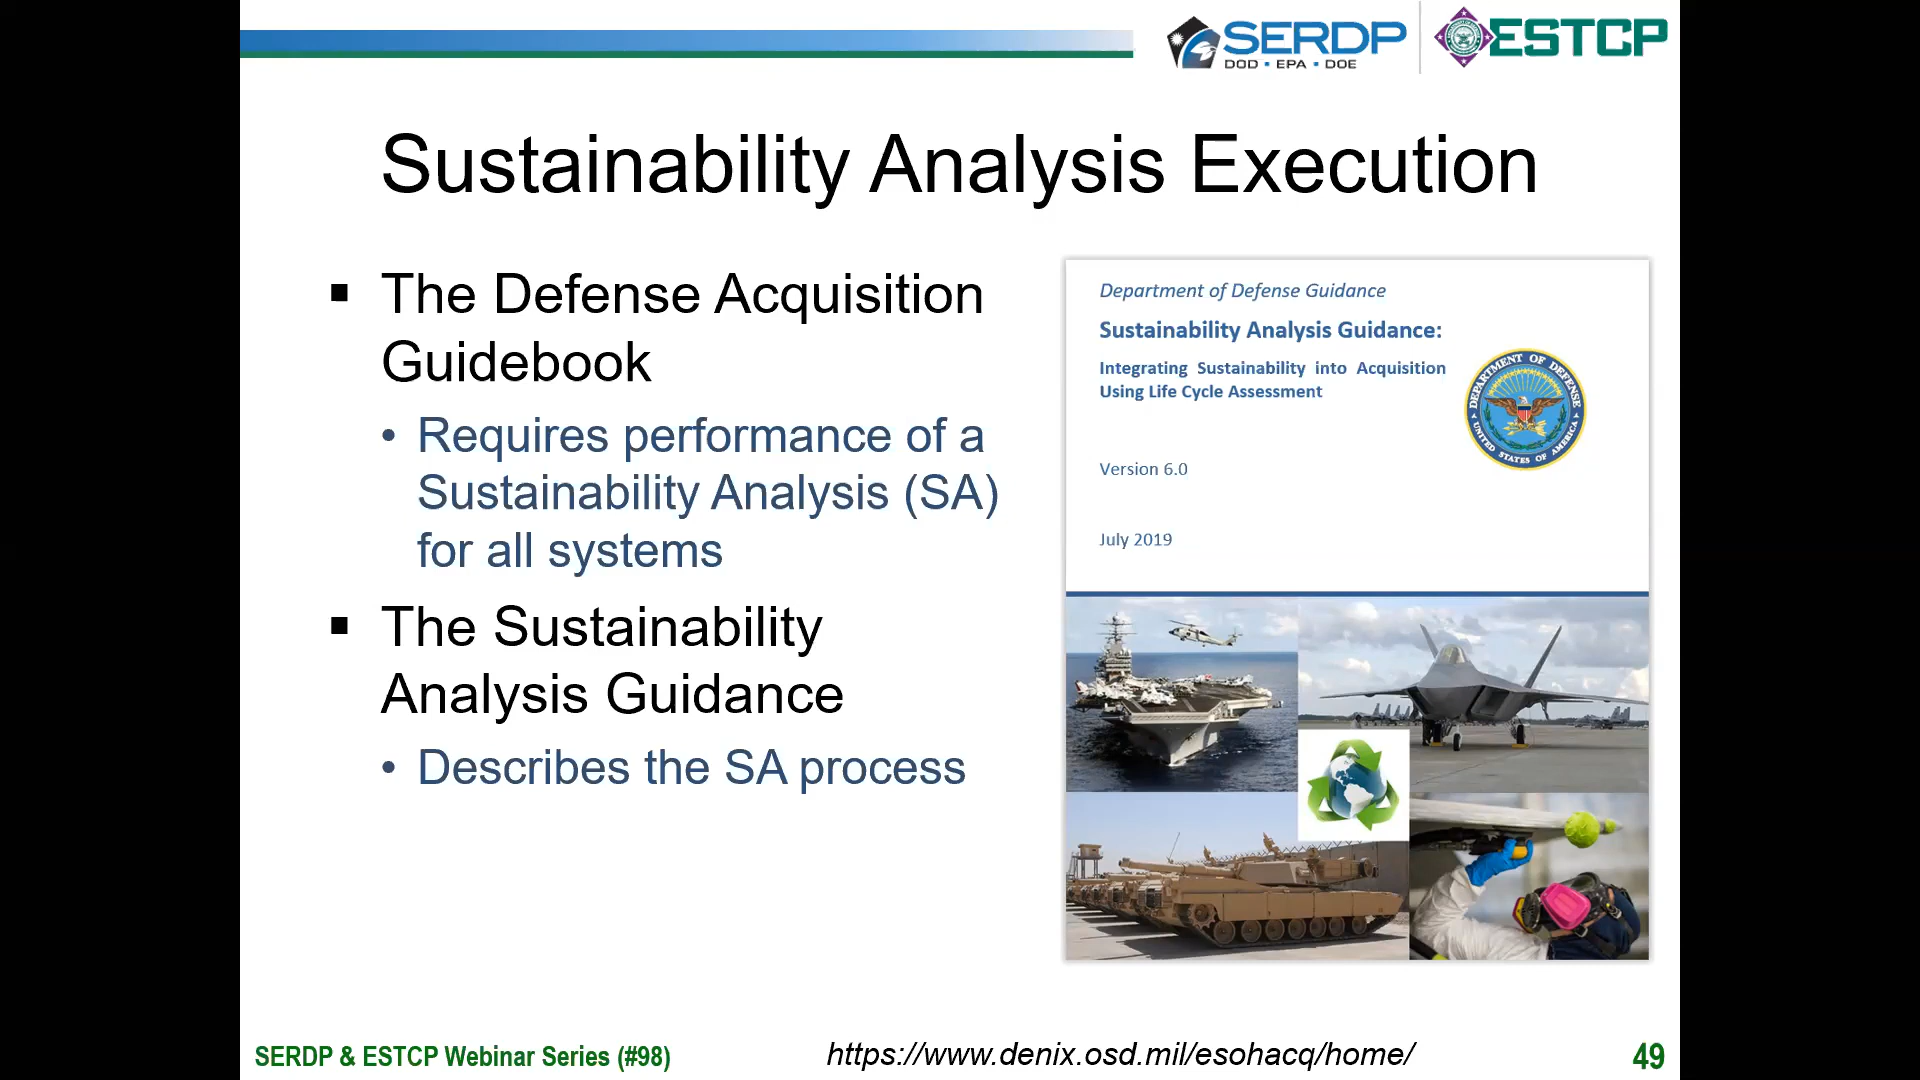 SERDP
DOD • EPA • DOE
ESTCP
Sustainability Analysis Execution
▪ The Defense Acquisition
Guidebook
• Requires performance of a
Sustainability Analysis (SA)
for all systems
▪ The Sustainability
Analysis Guidance
• Describes the SA process
Department of Defense Guidance
Sustainability Analysis Guidance:
Integrating Sustainability into Acquisition
Using Life Cycle Assessment
DEPARTMENT OF DEFENSE
UNITED STATES OF AMERICA
Version 6.0
July 2019
SERDP & ESTCP Webinar Series (#98)
https://www.denix.osd.mil/esohacq/home/
49